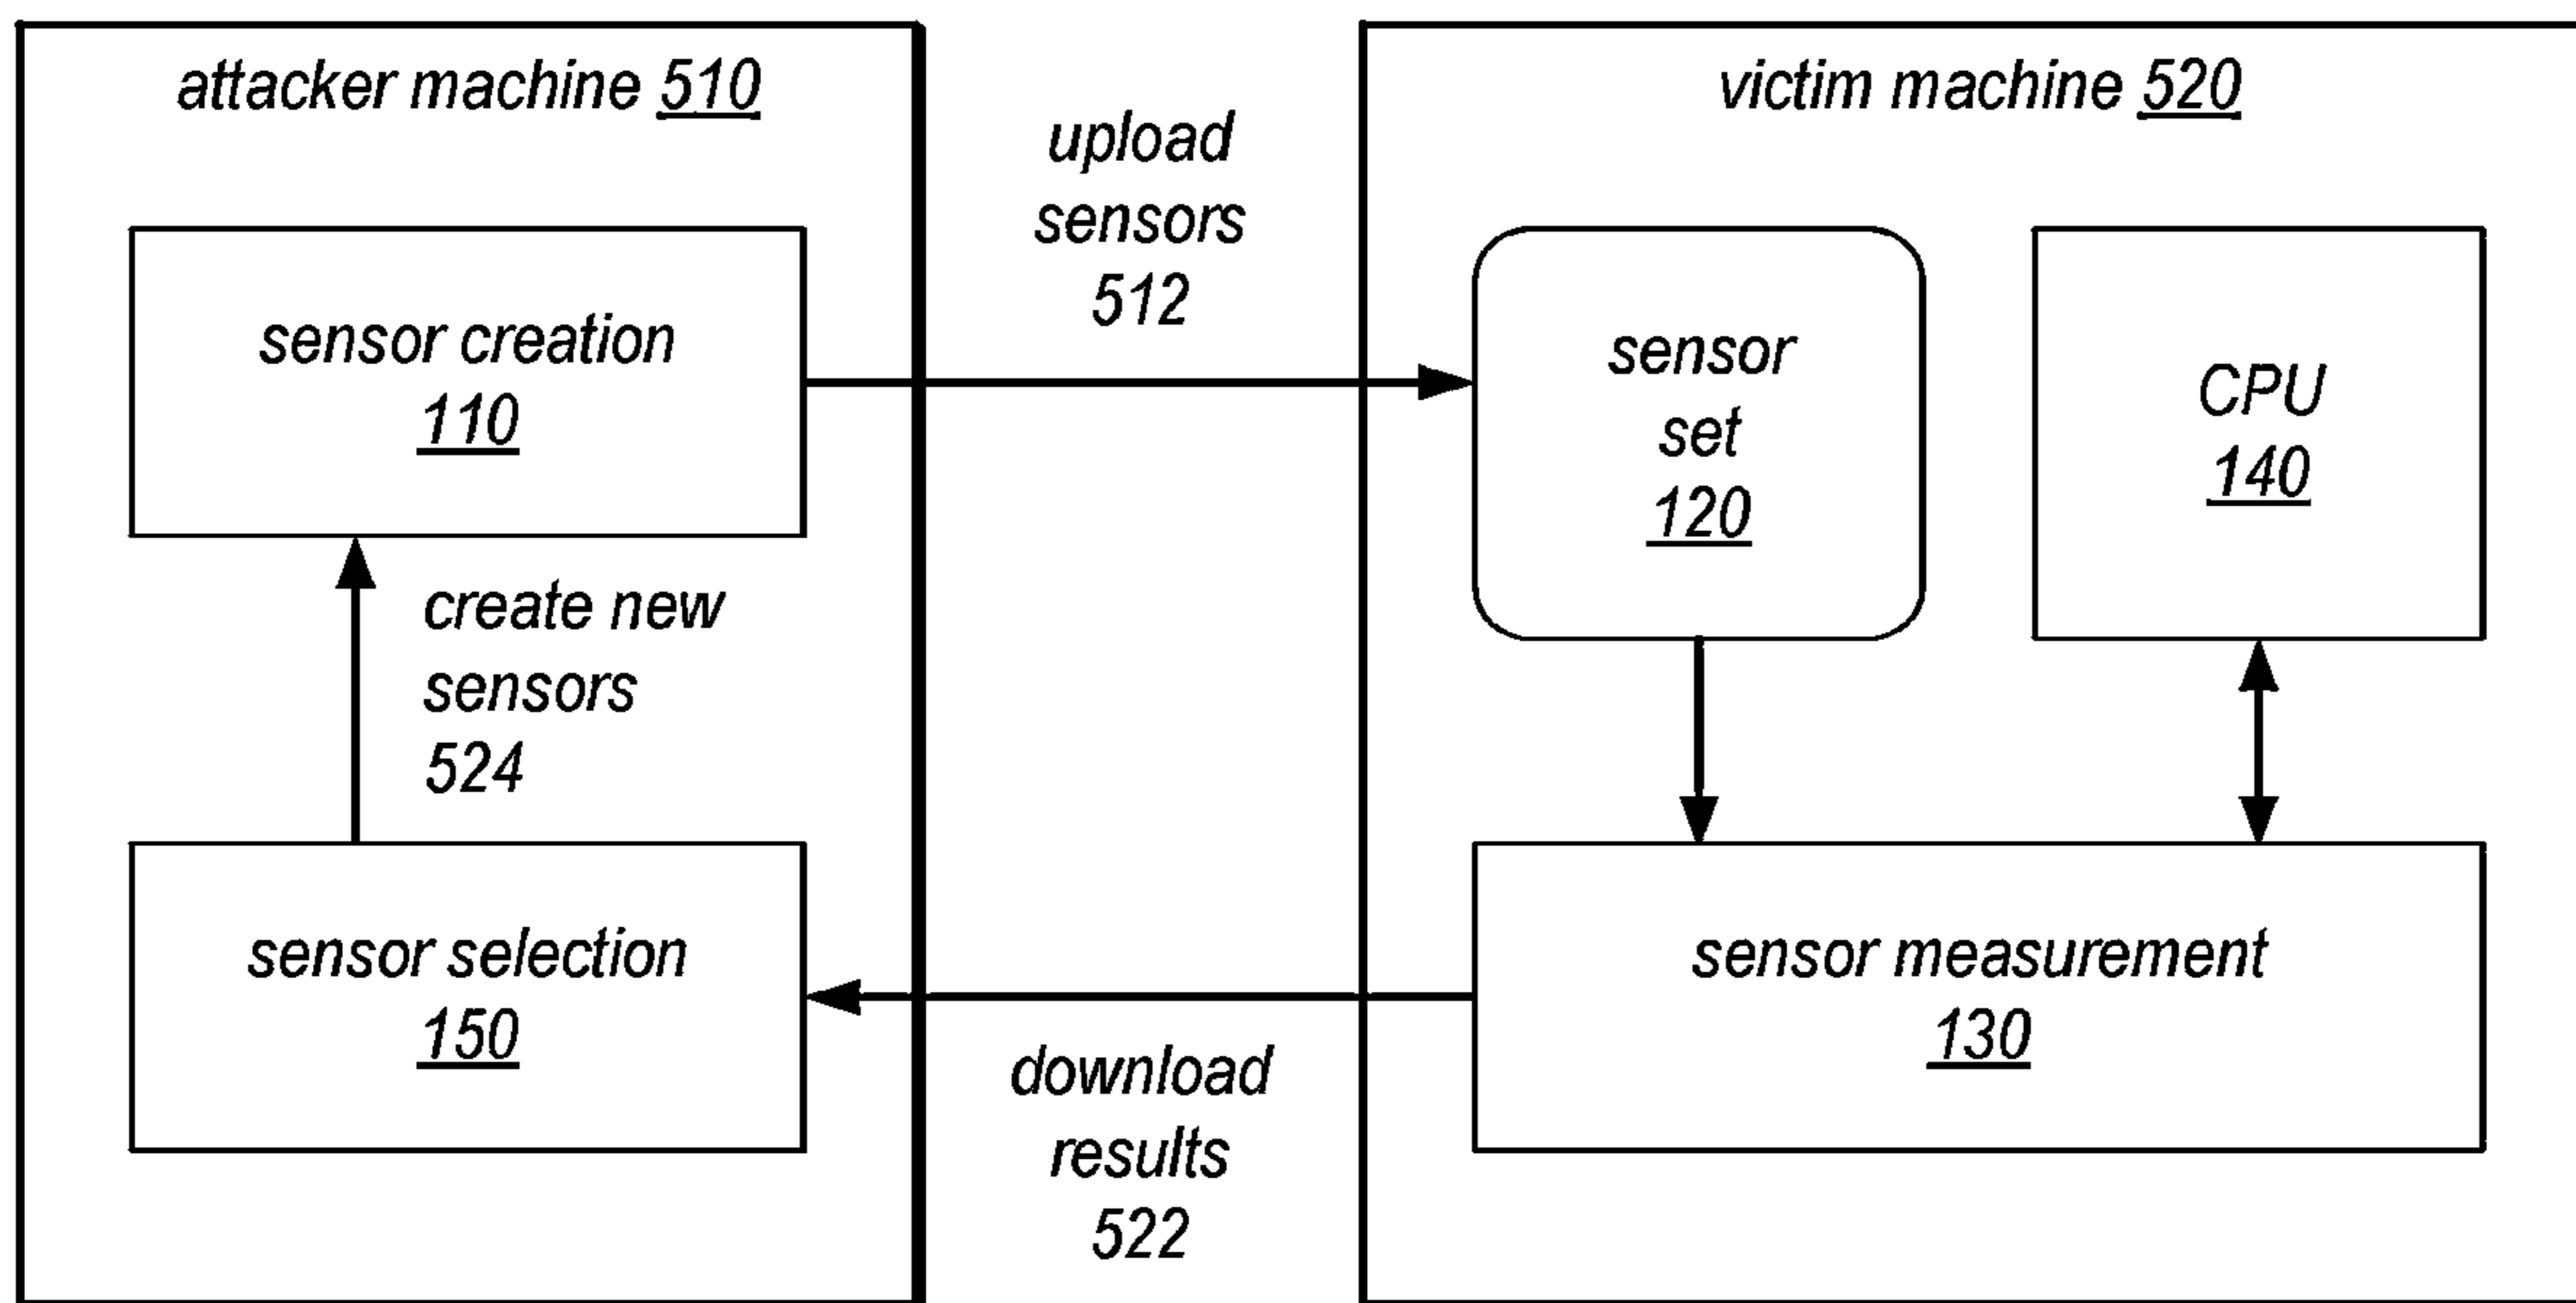 attacker machine 510
sensor creation
110
create new
sensors
524
sensor selection
150
upload
sensors
512
download
results
522
victim machine 520
sensor
set
120
CPU
140
sensor measurement
130